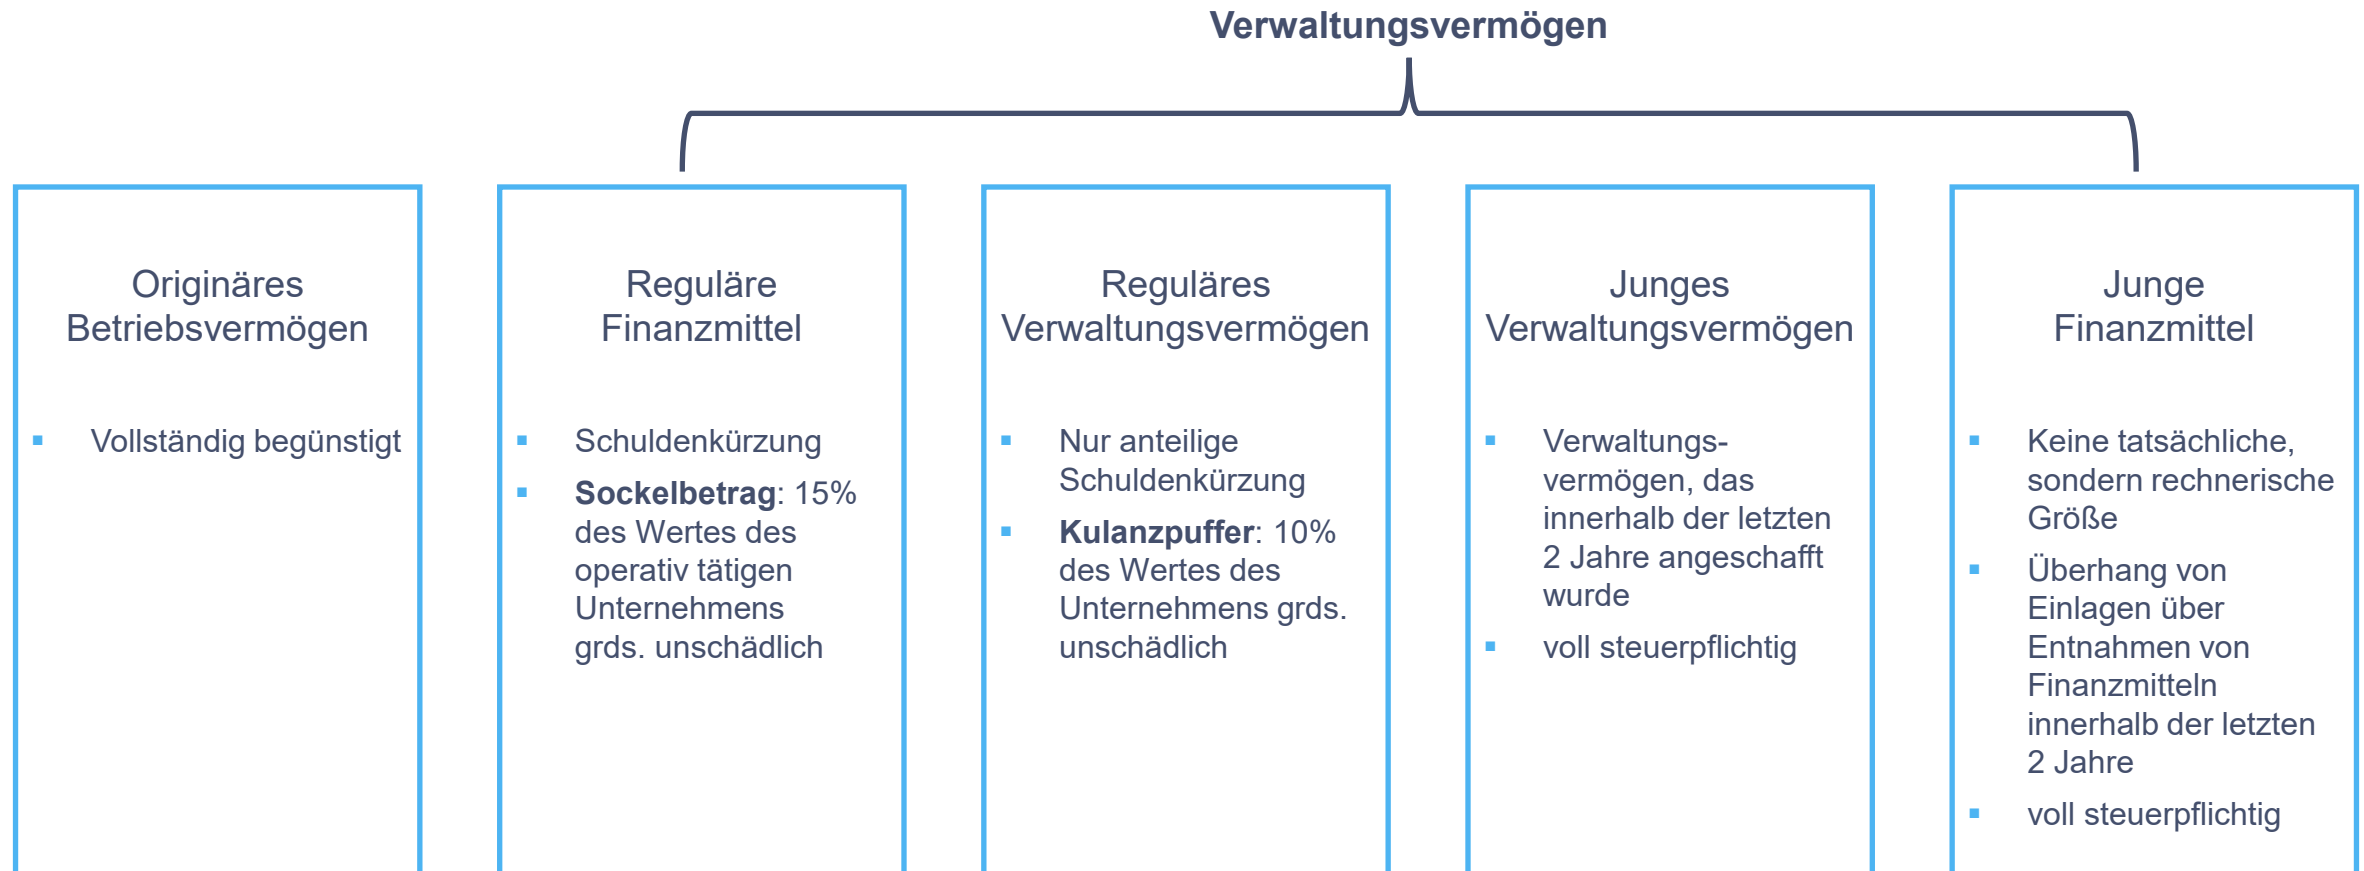 Verwaltungsvermögen
Originäres
Betriebsvermögen
▪ Vollständig begünstigt
Reguläre
Finanzmittel
▪ Schuldenkürzung
▪ Sockelbetrag: 15%
des Wertes des
operativ tätigen
Unternehmens
grds. unschädlich
Reguläres
Verwaltungsvermögen
▪ Nur anteilige
Schuldenkürzung
▪ Kulanzpuffer: 10%
des Wertes des
Unternehmens grds.
unschädlich
Junges
Verwaltungsvermögen
▪ Verwaltungs-
vermögen, das
innerhalb der letzten
2 Jahre angeschafft
wurde
▪ voll steuerpflichtig
Junge
Finanzmittel
▪ Keine tatsächliche,
sondern rechnerische
Größe
▪ Überhang von
Einlagen über
Entnahmen von
Finanzmitteln
innerhalb der letzten
2 Jahre
▪ voll steuerpflichtig